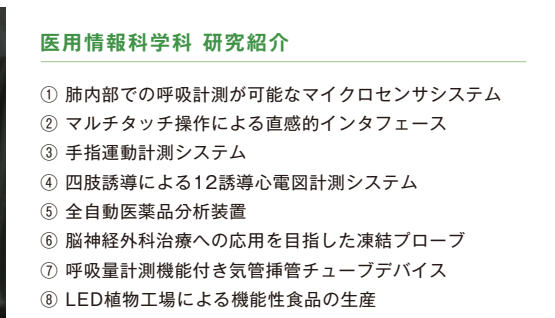 医用情報科学科 研究紹介
① 肺内部での呼吸計測が可能なマイクロセンサシステム
② マルチタッチ操作による直感的インタフェース
③ 手指運動計測システム
④ 四肢誘導による12誘導心電図計測システム
⑤ 全自動医薬品分析装置
⑥ 脳神経外科治療への応用を目指した凍結プローブ
⑦ 呼吸量計測機能付き気管挿管チューブデバイス
⑧ LED植物工場による機能性食品の生産